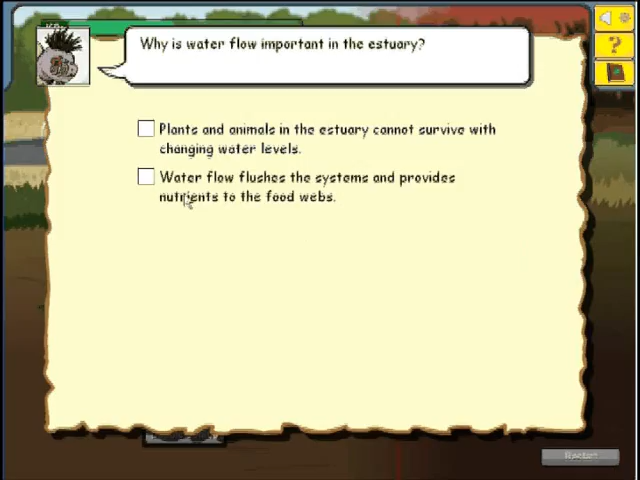 Why is water flow important in the estuary?
Plants and animals in the estuary cannot survive with
changing water levels.
Water flow flushes the systems and provides
nutrients to the food webs.
?